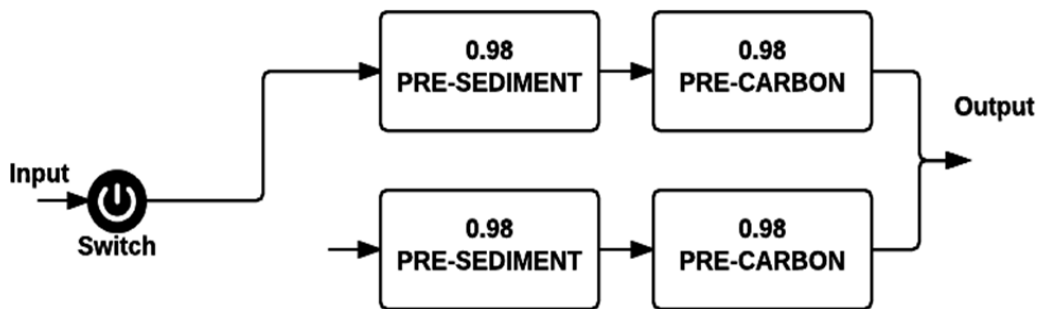 0.98
PRE-SEDIMENT
0.98
PRE-CARBON
Output
Input
Switch
0.98
PRE-SEDIMENT
0.98
PRE-CARBON